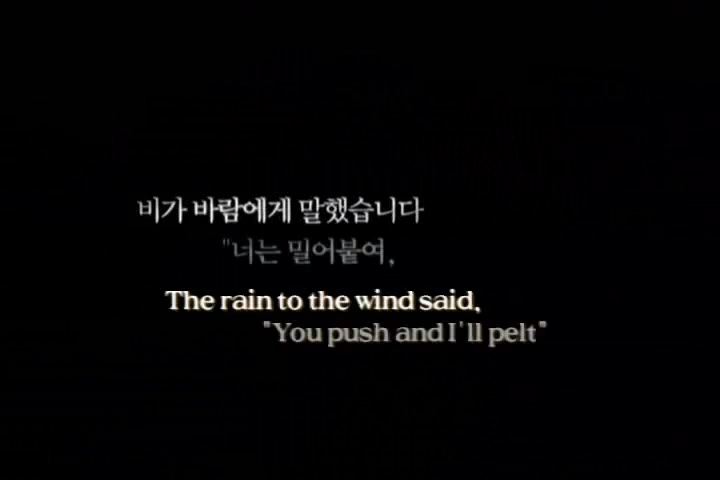 비가 바람에게 말했습니다
"너는 밀어붙여,
The rain to the wind said,
"You push and I'll pelt"